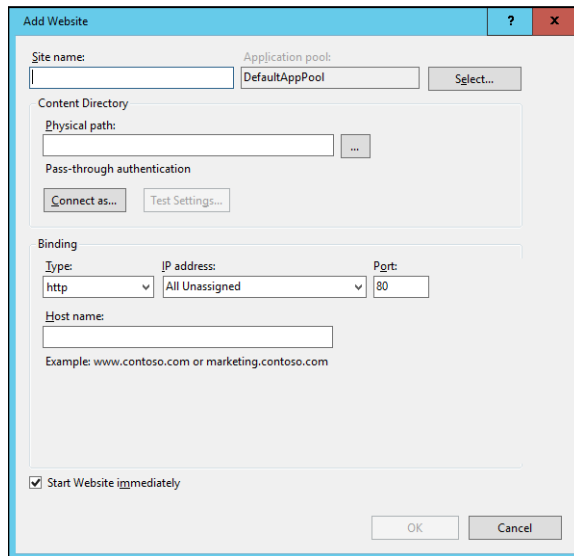 Add Website
? x
Site name: Application pool:
DefaultAppPool Select...
Content Directory
Physical path:
...
Pass-through authentication
Connect as... Test Settings...
Binding
Type: IP address: Port:
http All Unassigned 80
Host name:
Example: www.contoso.com or marketing.contoso.com
Start Website immediately
OK Cancel